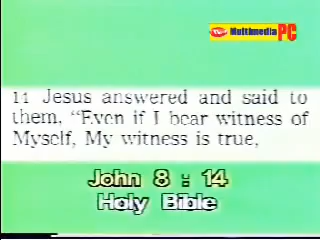 Multimedia PC
14 Jesus answered and said to
them, “Even if I bear witness of
Myself, My witness is true,
John 8 : 14
Holy Bible